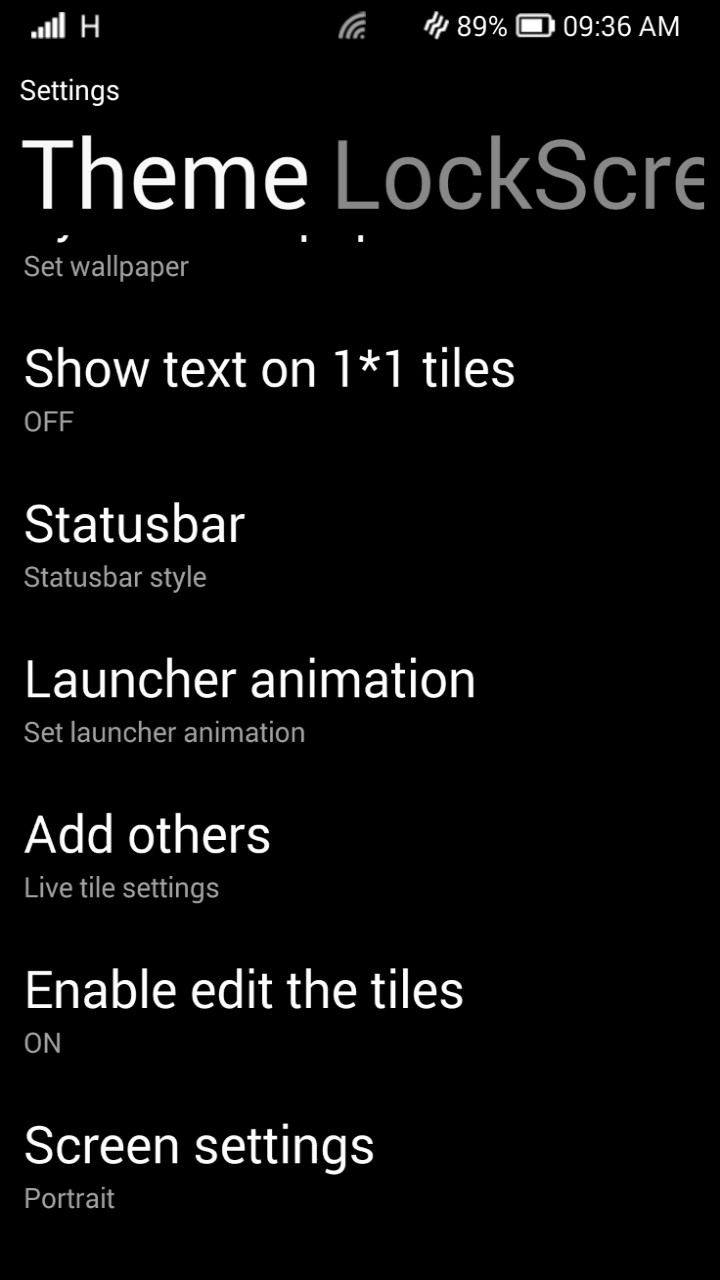 H 89% 09:36 AM
Settings
Theme LockScre
Set wallpaper
Show text on 1*1 tiles
OFF
Statusbar
Statusbar style
Launcher animation
Set launcher animation
Add others
Live tile settings
Enable edit the tiles
ON
Screen settings
Portrait